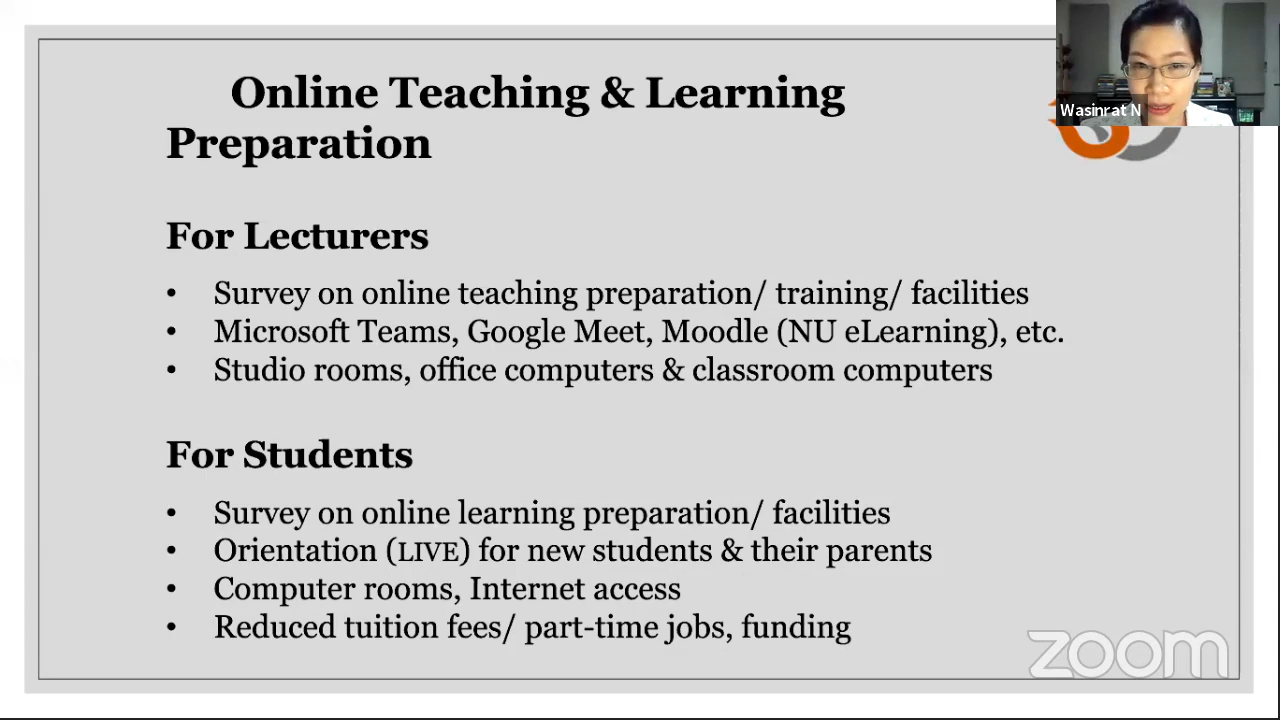 Online Teaching & Learning
Preparation
Wasinrat N
For Lecturers
• Survey on online teaching preparation/ training/ facilities
• Microsoft Teams, Google Meet, Moodle (NU eLearning), etc.
• Studio rooms, office computers & classroom computers
For Students
• Survey on online learning preparation/ facilities
• Orientation (LIVE) for new students & their parents
• Computer rooms, Internet access
• Reduced tuition fees/ part-time jobs, funding
zoom